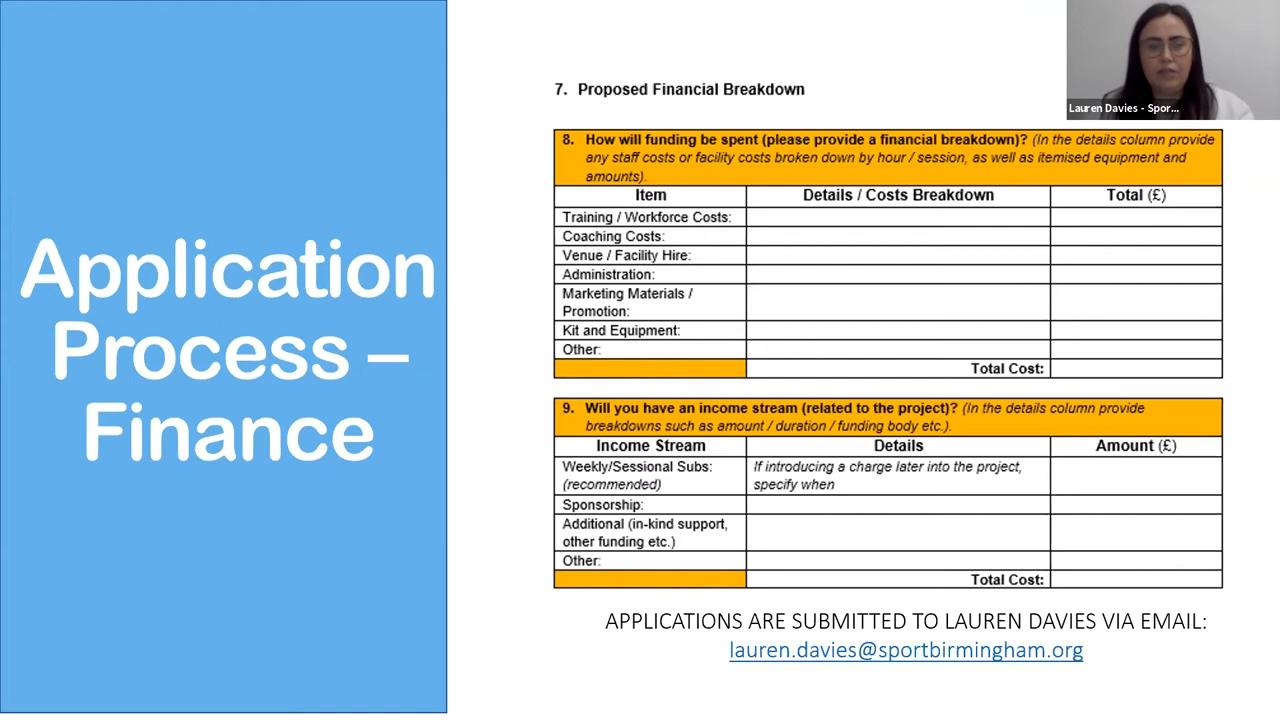 Application
Process –
Finance
Lauren Davies - Spor...
7. Proposed Financial Breakdown
8. How will funding be spent (please provide a financial breakdown)? (In the details column provide
any staff costs or facility costs broken down by hour / session, as well as itemised equipment and
amounts).
Item Details / Costs Breakdown Total (£)
Training / Workforce Costs:
Coaching Costs:
Venue / Facility Hire:
Administration:
Marketing Materials /
Promotion:
Kit and Equipment:
Other:
Total Cost:
9. Will you have an income stream (related to the project)? (In the details column provide
breakdowns such as amount / duration / funding body etc.).
Income Stream Details Amount (£)
Weekly/Sessional Subs: If introducing a charge later into the project,
(recommended) specify when
Sponsorship:
Additional (in-kind support,
other funding etc.)
Other:
Total Cost:
APPLICATIONS ARE SUBMITTED TO LAUREN DAVIES VIA EMAIL:
lauren.davies@sportbirmingham.org